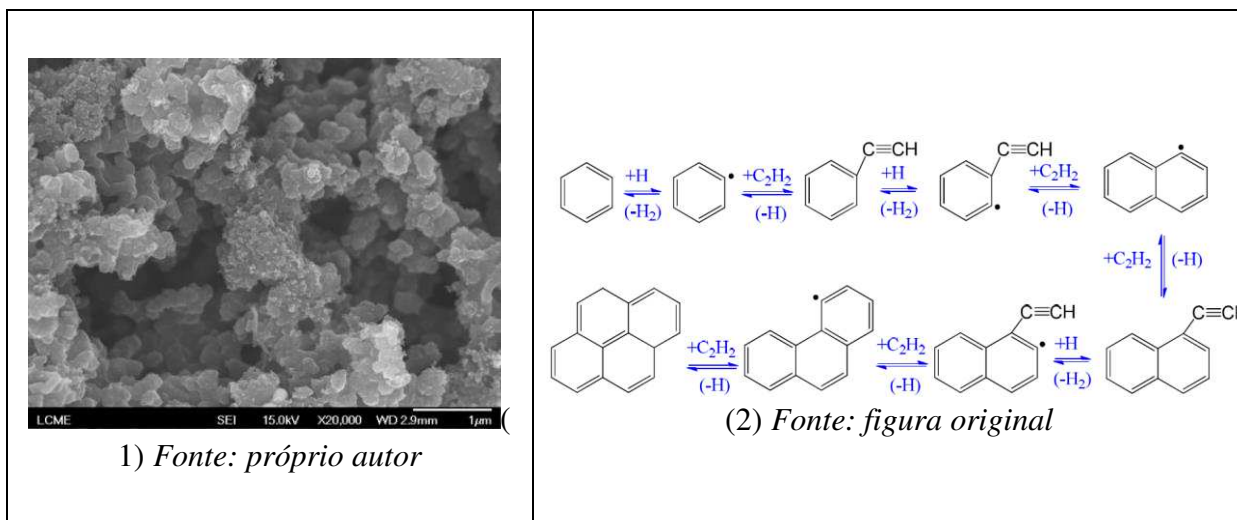 LCME SEI 15.0kV X20,000 WD 2.9mm 1μm (
1) Fonte: próprio autor
C≡CH C≡CH
+H +C₂H₂ +H +C₂H₂
(-H₂) (-H) (-H₂) (-H)
+C₂H₂ (-H)
C≡CH C≡CI
+C₂H₂ +C₂H₂ +H
(-H) (-H) (-H₂)
(2) Fonte: figura original